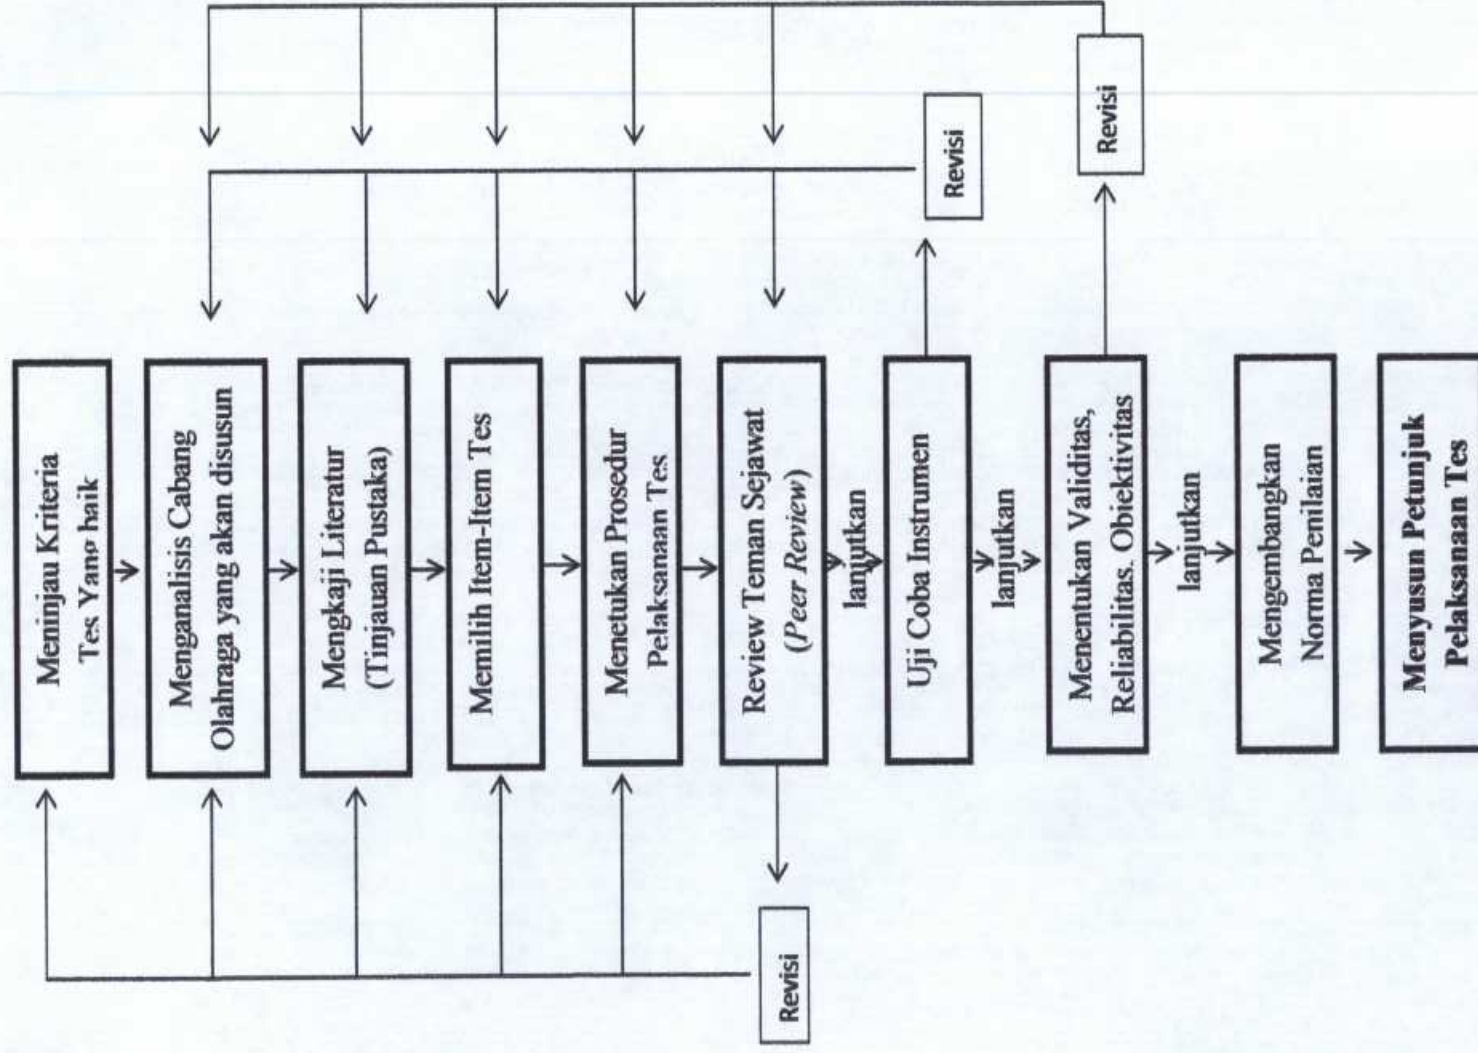 Meninjau Kriteria
Tes Yang baik
Menganalisis Cabang
Olahraga yang akan disusun
Mengkaji Literatur
(Tinjauan Pustaka)
Memilih Item-Item Tes
Menetukan Prosedur
Pelaksanaan Tes
Review Teman Sejawat
(Peer Review)
Revisi
lanjutkan
Uji Coba Instrumen
Revisi
lanjutkan
Menentukan Validitas,
Reliabilitas. Obiektivitas
Revisi
lanjutkan
Mengembangkan
Norma Penilaian
Menyusun Petunjuk
Pelaksanaan Tes